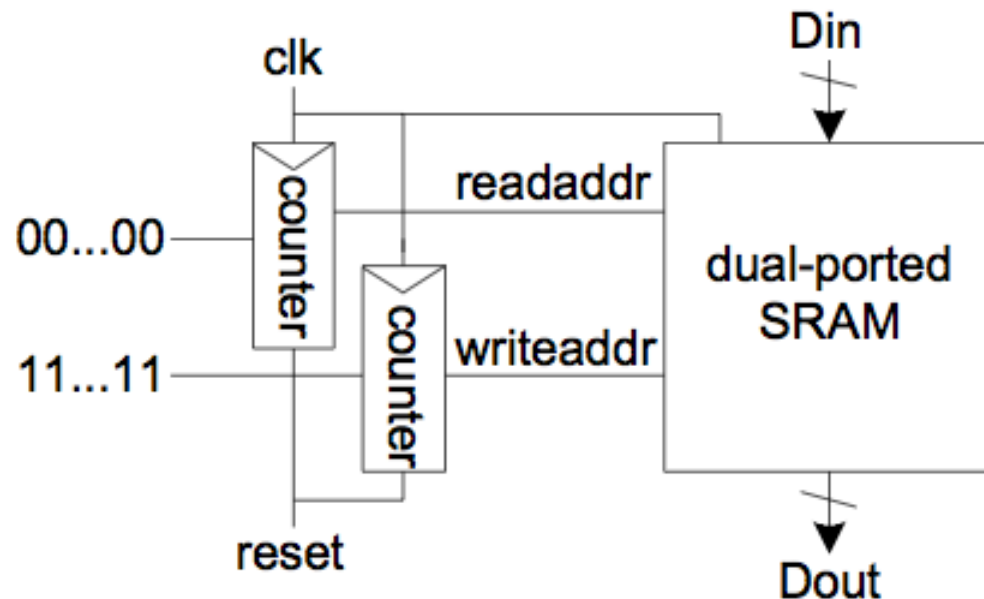 Din
clk
counter
readaddr
00...00
dual-ported
SRAM
counter
writeaddr
11...11
reset
Dout